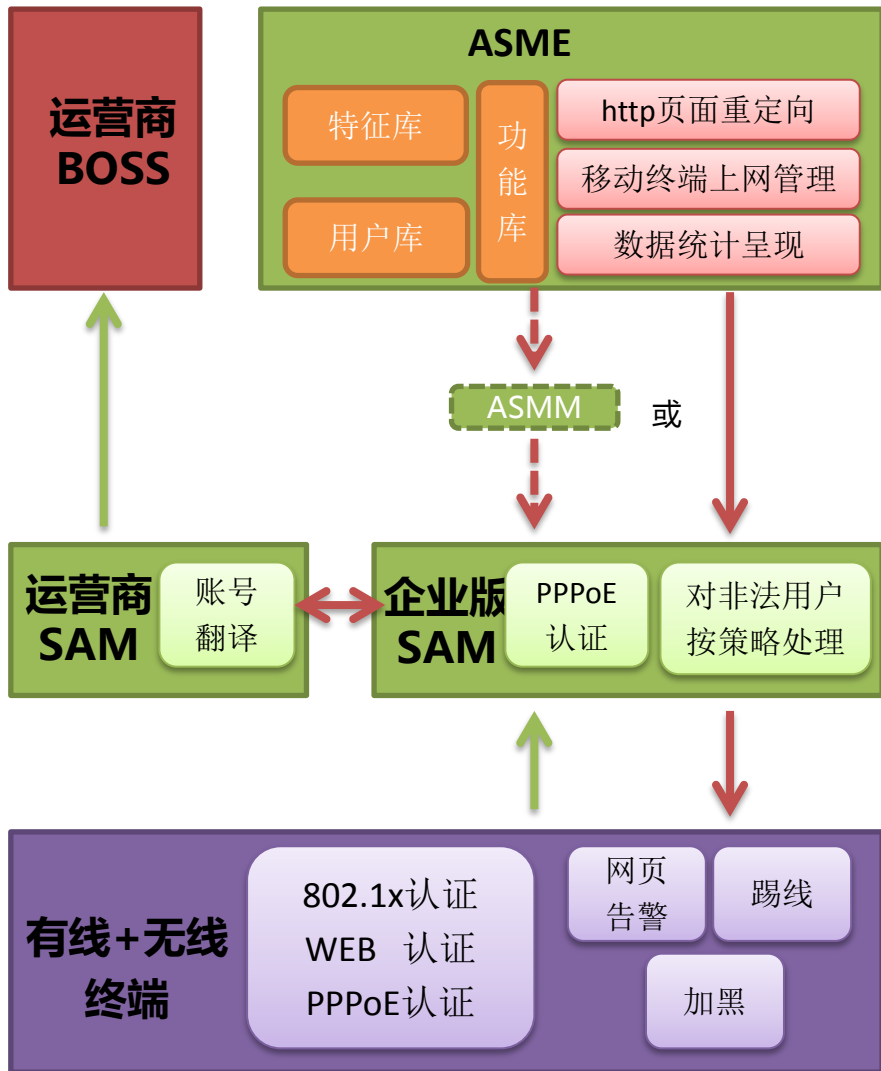 运营商
BOSS
ASME
特征库
用户库
功
能
库
http页面重定向
移动终端上网管理
数据统计呈现
ASMM
或
运营商
SAM
账号
翻译
企业版
SAM
PPPoE
认证
对非法用户
按策略处理
有线+无线
终端
802.1x认证
WEB 认证
PPPoE认证
网页
告警
踢线
加黑